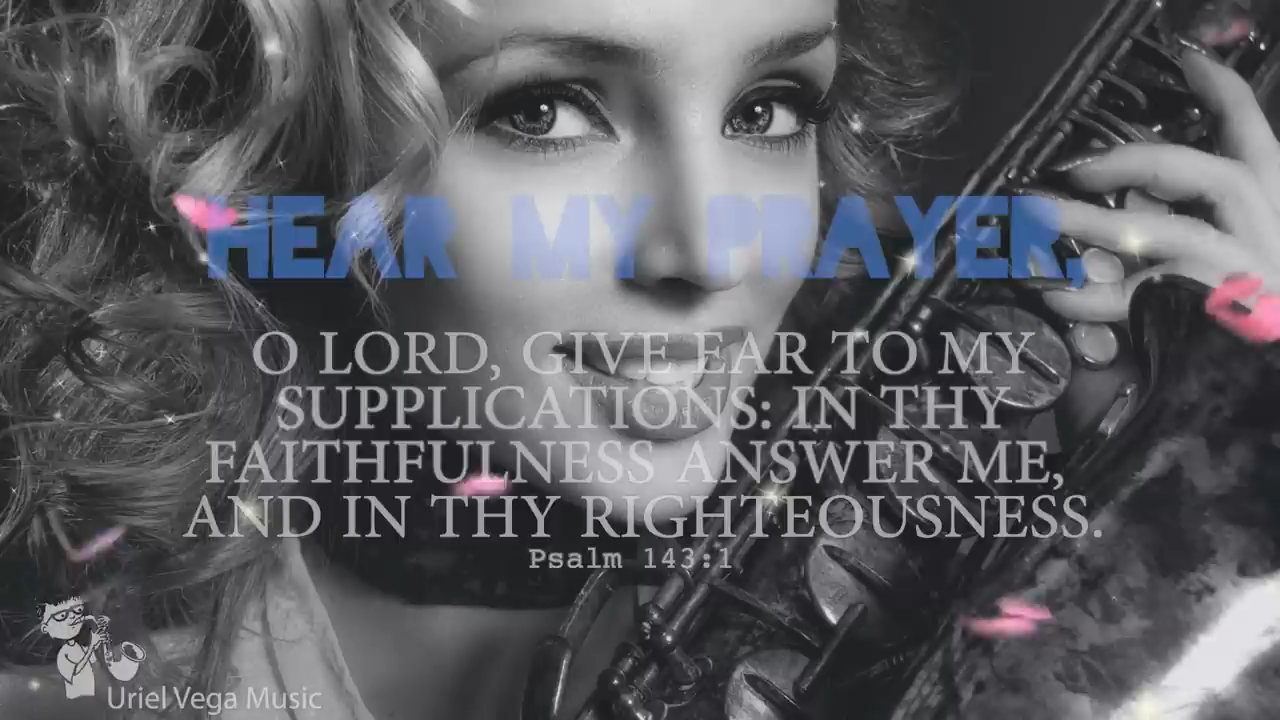 HEAR MY PRAYER,
O LORD, GIVE EAR TO MY
SUPPLICATIONS: IN THY
FAITHFULNESS ANSWER ME,
AND IN THY RIGHTEOUSNESS.
Psalm 143:1
Uriel Vega Music